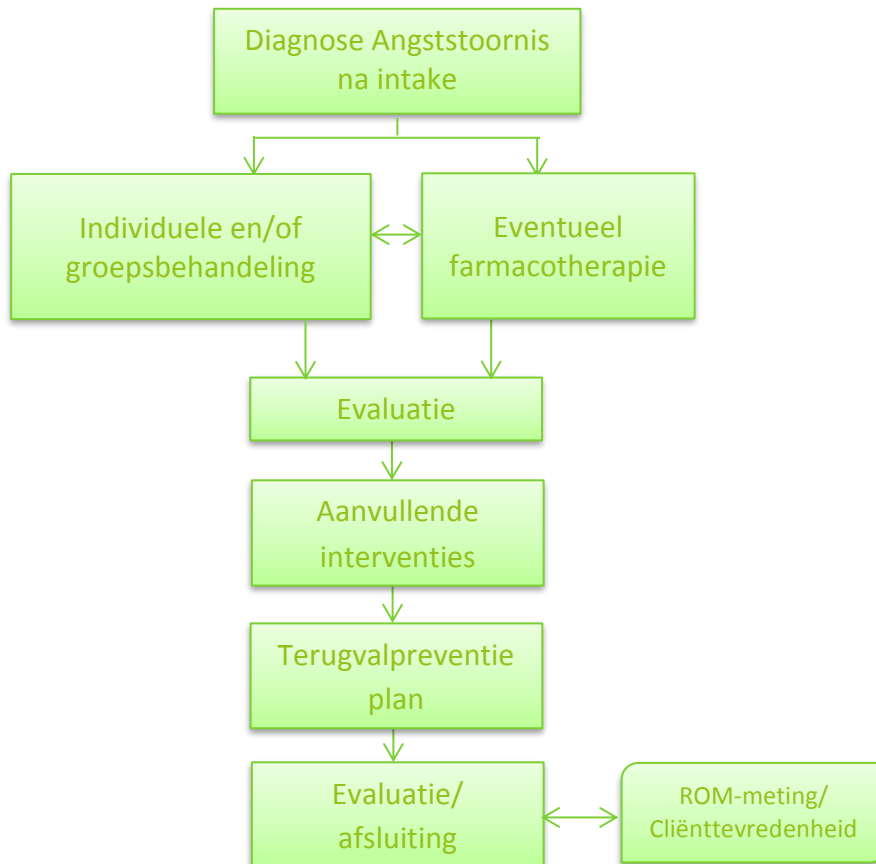 Diagnose Angststoornis
na intake
Individuele en/of
groepsbehandeling
Eventueel
farmacotherapie
Evaluatie
Aanvullende
interventies
Terugvalpreventie
plan
Evaluatie/
afsluiting
ROM-meting/
Cliënttevredenheid